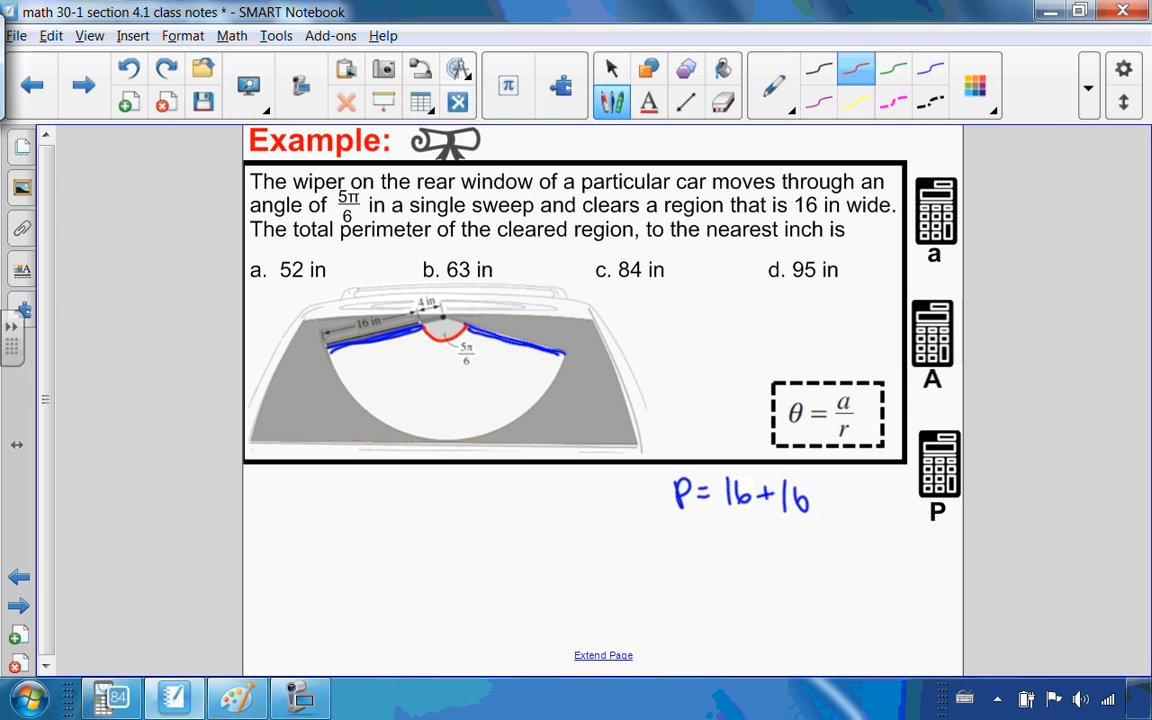 math 30-1 section 4.1 class notes * - SMART Notebook
File Edit View Insert Format Math Tools Add-ons Help
π
A
Example:
The wiper on the rear window of a particular car moves through an
angle of 5π/6 in a single sweep and clears a region that is 16 in wide.
The total perimeter of the cleared region, to the nearest inch is
a. 52 in b. 63 in c. 84 in d. 95 in
4 in
16 in
5π/6
θ = a/r
a
A
P
P = 16 + 16
Extend Page
84